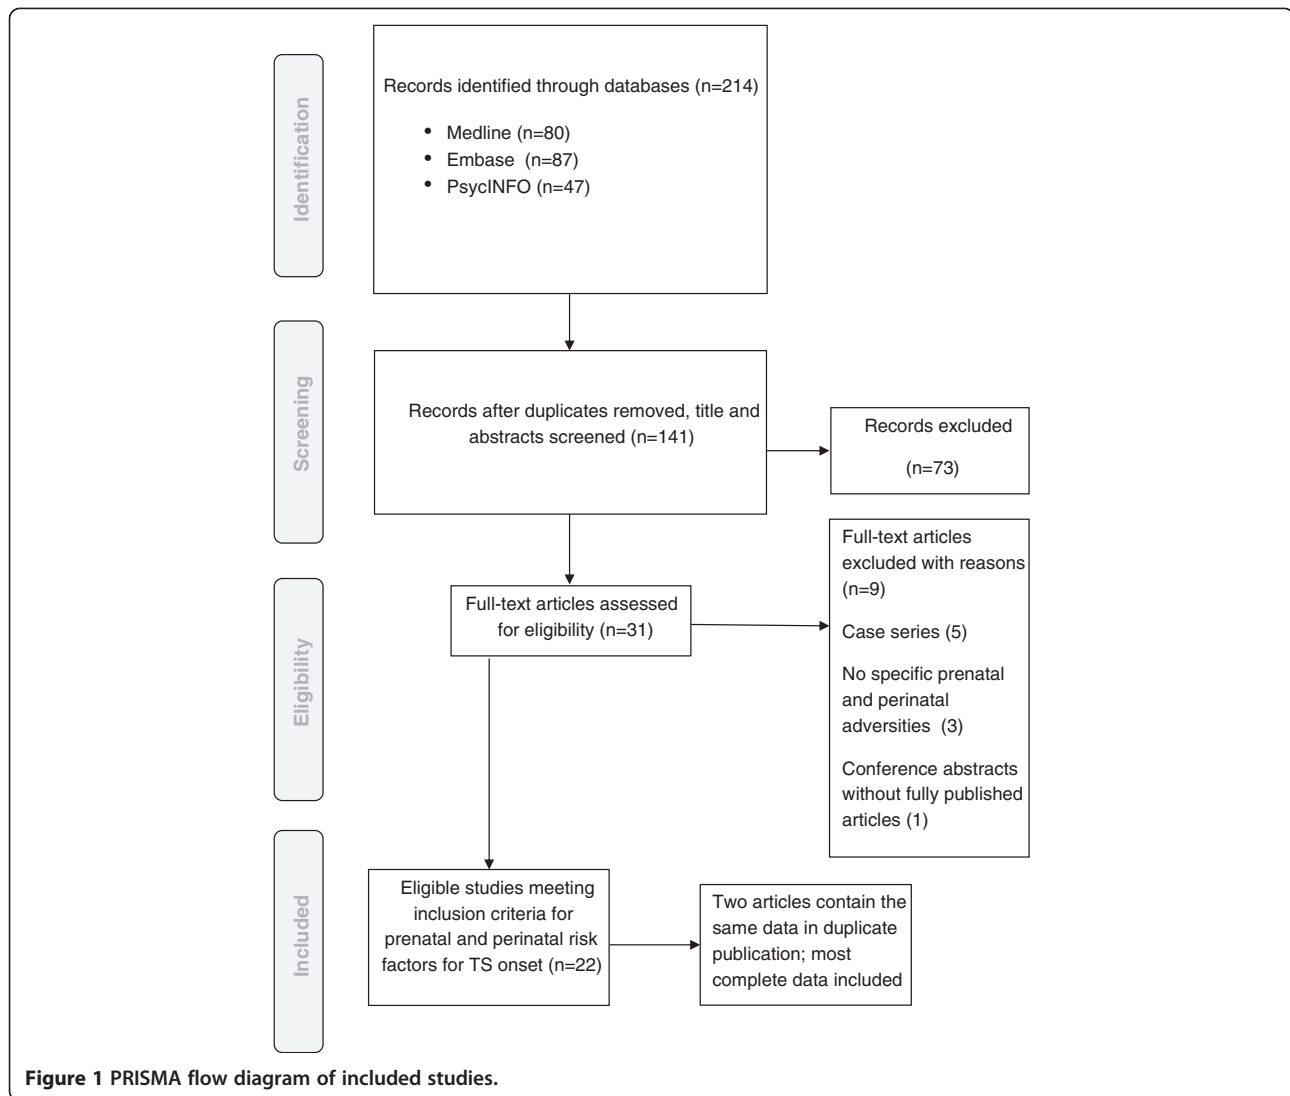 Identification
Records identified through databases (n=214)
• Medline (n=80)
• Embase (n=87)
• PsycINFO (n=47)
Screening
Records after duplicates removed, title and
abstracts screened (n=141)
Records excluded
(n=73)
Eligibility
Full-text articles assessed
for eligibility (n=31)
Full-text articles
excluded with reasons
(n=9)
Case series (5)
No specific prenatal
and perinatal
adversities (3)
Conference abstracts
without fully published
articles (1)
Included
Eligible studies meeting
inclusion criteria for
prenatal and perinatal risk
factors for TS onset (n=22)
Two articles contain the
same data in duplicate
publication; most
complete data included
Figure 1 PRISMA flow diagram of included studies.